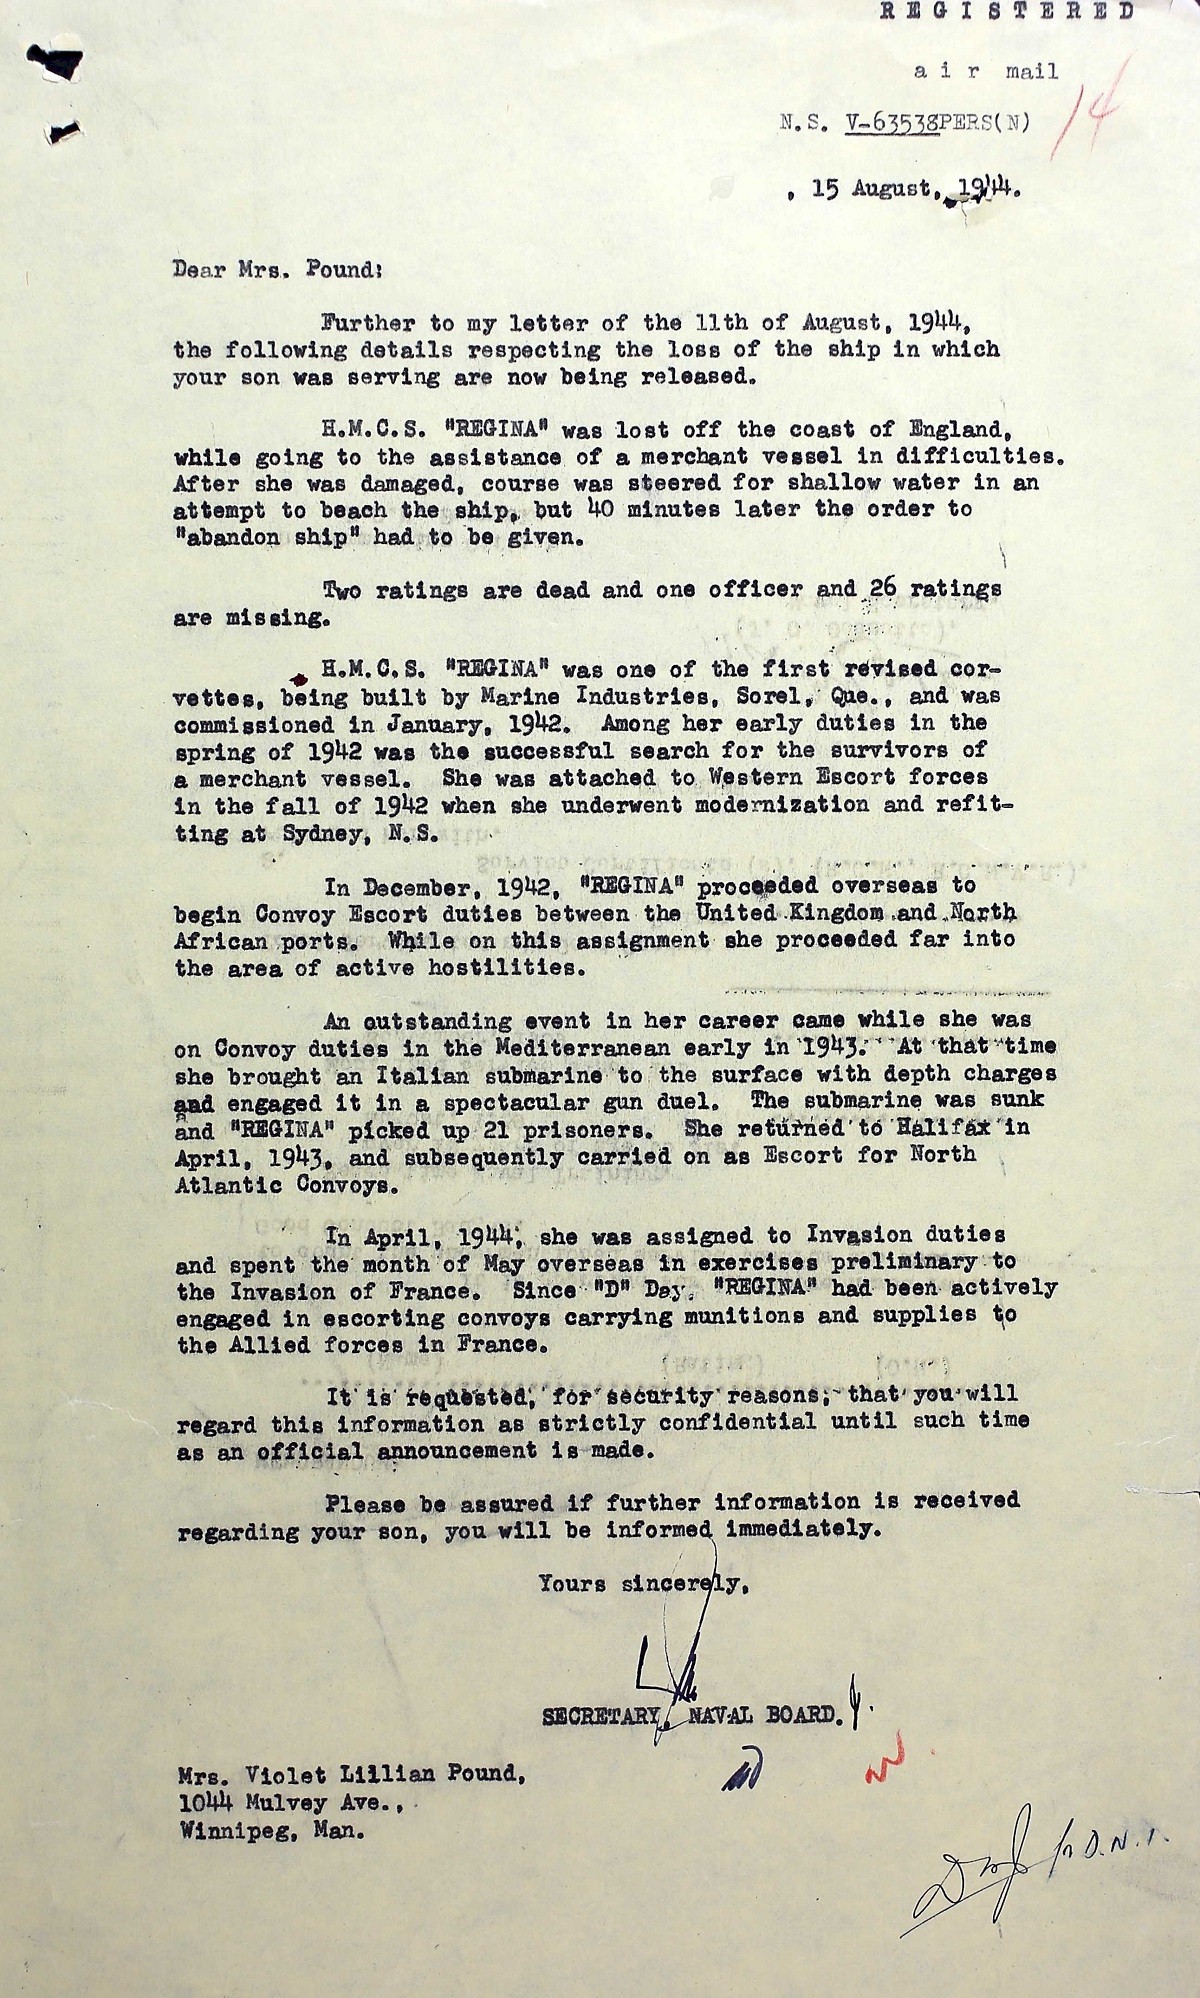 REGISTERED
air mail
14
N.S. V-63538PERS(N)
, 15 August, 1944.
Dear Mrs. Pound:
Further to my letter of the 11th of August, 1944,
the following details respecting the loss of the ship in which
your son was serving are now being released.
H.M.C.S. "REGINA" was lost off the coast of England,
while going to the assistance of a merchant vessel in difficulties.
After she was damaged, course was steered for shallow water in an
attempt to beach the ship, but 40 minutes later the order to
"abandon ship" had to be given.
Two ratings are dead and one officer and 26 ratings
are missing.
H.M.C.S. "REGINA" was one of the first revised cor-
vettes, being built by Marine Industries, Sorel, Que., and was
commissioned in January, 1942. Among her early duties in the
spring of 1942 was the successful search for the survivors of
a merchant vessel. She was attached to Western Escort forces
in the fall of 1942 when she underwent modernization and refit-
ting at Sydney, N.S.
In December, 1942, "REGINA" proceeded overseas to
begin Convoy Escort duties between the United Kingdom and North
African ports. While on this assignment she proceeded far into
the area of active hostilities.
An outstanding event in her career came while she was
on Convoy duties in the Mediterranean early in 1943. At that time
she brought an Italian submarine to the surface with depth charges
and engaged it in a spectacular gun duel. The submarine was sunk
and "REGINA" picked up 21 prisoners. She returned to Halifax in
April, 1943, and subsequently carried on as Escort for North
Atlantic Convoys.
In April, 1944, she was assigned to Invasion duties
and spent the month of May overseas in exercises preliminary to
the Invasion of France. Since "D" Day, "REGINA" had been actively
engaged in escorting convoys carrying munitions and supplies to
the Allied forces in France.
It is requested, for security reasons, that you will
regard this information as strictly confidential until such time
as an official announcement is made.
Please be assured if further information is received
regarding your son, you will be informed immediately.
Yours sincerely,
SECRETARY, NAVAL BOARD.
Mrs. Violet Lillian Pound,
1044 Mulvey Ave.,
Winnipeg, Man.
D.N.I.